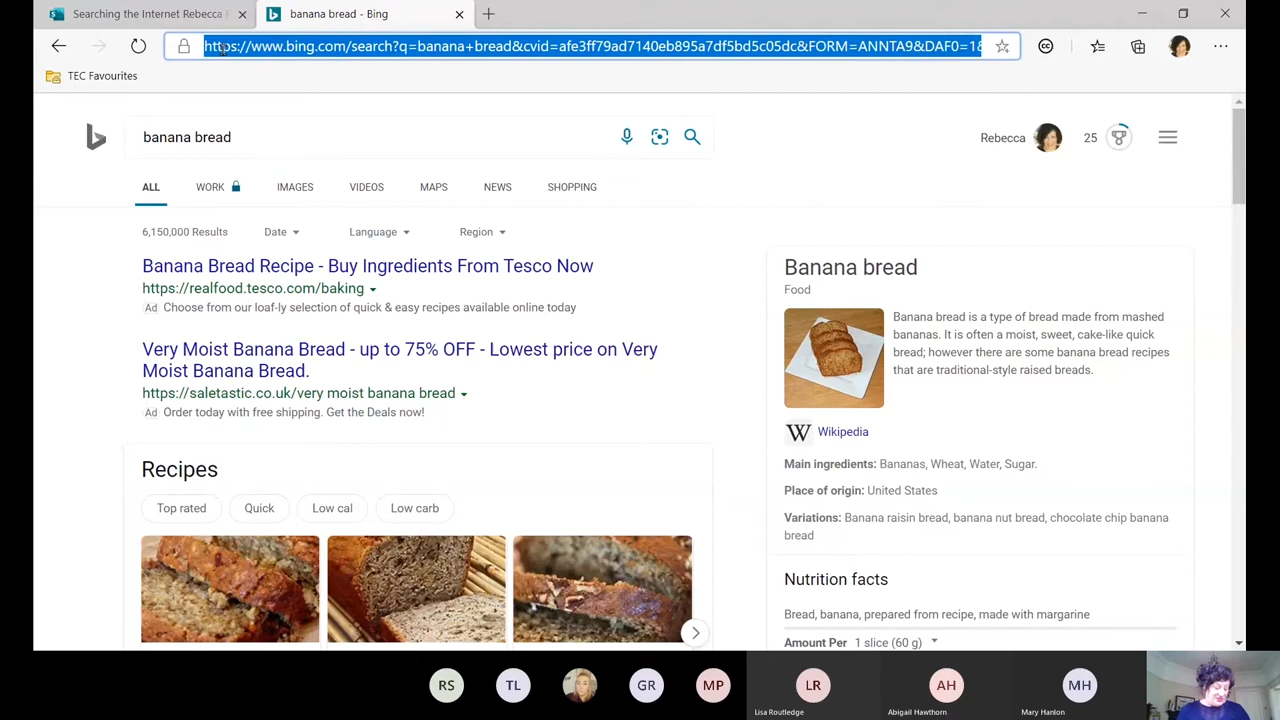 Searching the Internet Rebecca
banana bread - Bing
https://www.bing.com/search?q=banana+bread&cvid=afe3ff79ad7140eb895a7df5bd5c05dc&FORM=ANNTA9&DAF0=1&
TEC Favourites
banana bread
Rebecca
25
ALL WORK IMAGES VIDEOS MAPS NEWS SHOPPING
6,150,000 Results Date Language Region
Banana Bread Recipe - Buy Ingredients From Tesco Now
https://realfood.tesco.com/baking
Ad Choose from our loaf-ly selection of quick & easy recipes available online today
Very Moist Banana Bread - up to 75% OFF - Lowest price on Very
Moist Banana Bread.
https://saletastic.co.uk/very moist banana bread
Ad Order today with free shipping. Get the Deals now!
Recipes
Top rated Quick Low cal Low carb
Banana bread
Food
Banana bread is a type of bread made from mashed
bananas. It is often a moist, sweet, cake-like quick
bread; however there are some banana bread recipes
that are traditional-style raised breads.
W Wikipedia
Main ingredients: Bananas, Wheat, Water, Sugar.
Place of origin: United States
Variations: Banana raisin bread, banana nut bread, chocolate chip banana
bread
Nutrition facts
Bread, banana, prepared from recipe, made with margarine
Amount Per 1 slice (60 g)
RS TL GR MP LR AH MH
Lisa Routledge Abigail Hawthorn Mary Hanlon